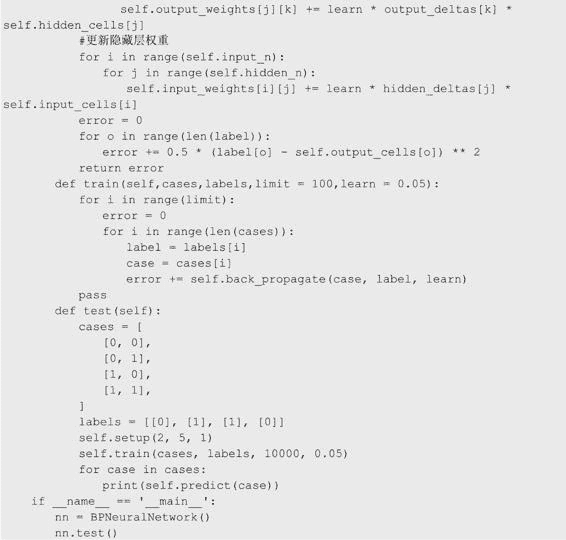 self.output_weights[j][k] += learn * output_deltas[k] *
self.hidden_cells[j]
#更新隐藏层权重
for i in range(self.input_n):
for j in range(self.hidden_n):
self.input_weights[i][j] += learn * hidden_deltas[j] *
self.input_cells[i]
error = 0
for o in range(len(label)):
error += 0.5 * (label[o] - self.output_cells[o]) ** 2
return error
def train(self,cases,labels,limit = 100,learn = 0.05):
for i in range(limit):
error = 0
for i in range(len(cases)):
label = labels[i]
case = cases[i]
error += self.back_propagate(case, label, learn)
pass
def test(self):
cases = [
[0, 0],
[0, 1],
[1, 0],
[1, 1],
]
labels = [[0], [1], [1], [0]]
self.setup(2, 5, 1)
self.train(cases, labels, 10000, 0.05)
for case in cases:
print(self.predict(case))
if __name__ == '__main__':
nn = BPNeuralNetwork()
nn.test()